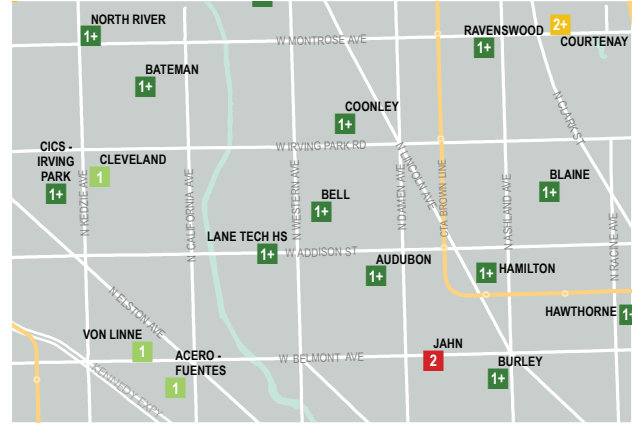 NORTH RIVER
1+
RAVENSWOOD
1+
2+
COURTENAY
W MONTROSE AVE
BATEMAN
1+
N CLARK ST
COONLEY
1+
CICS -
IRVING
PARK
1+
CLEVELAND
1
W IRVING PARK RD
N KEDZIE AVE
N CALIFORNIA AVE
N WESTERN AVE
N DAMEN AVE
N LINCOLN AVE
CTA BROWN LINE
N ASHLAND AVE
N RACINE AVE
BLAINE
1+
BELL
1+
LANE TECH HS
1+
W ADDISON ST
AUDUBON
1+
HAMILTON
1+
HAWTHORNE
1+
N ELSTON AVE
VON LINNE
1
ACERO -
FUENTES
1
KENNEDY EXPY
W BELMONT AVE
JAHN
2
BURLEY
1+